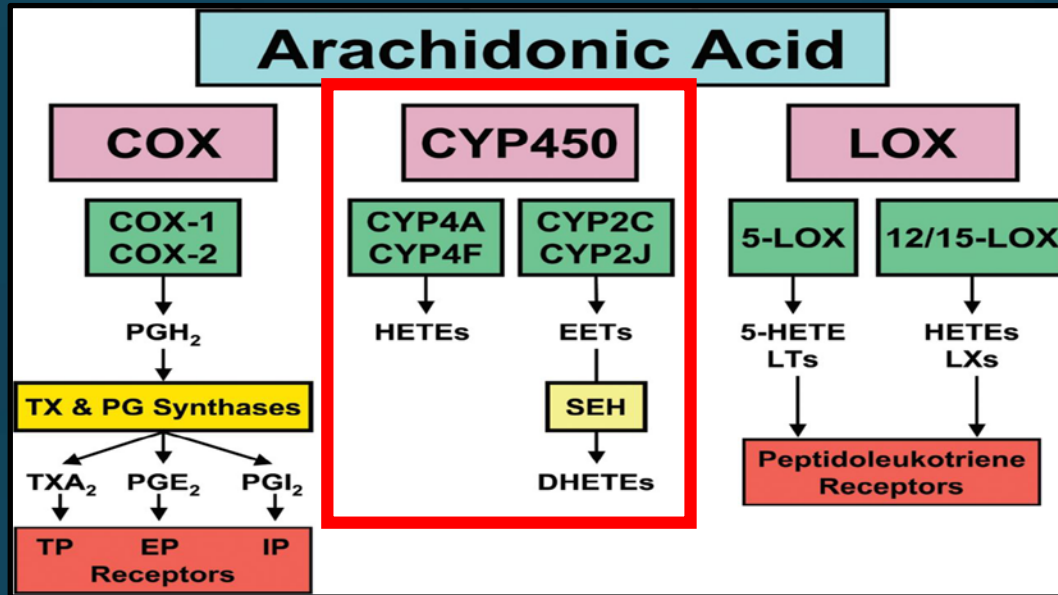 Arachidonic Acid
COX
COX-1
COX-2
PGH₂
TX & PG Synthases
TXA₂ PGE₂ PGI₂
TP EP IP
Receptors
CYP450
CYP4A
CYP4F
HETEs
CYP2C
CYP2J
EETs
SEH
DHETEs
LOX
5-LOX
5-HETE
LTs
12/15-LOX
HETEs
LXs
Peptidoleukotriene
Receptors